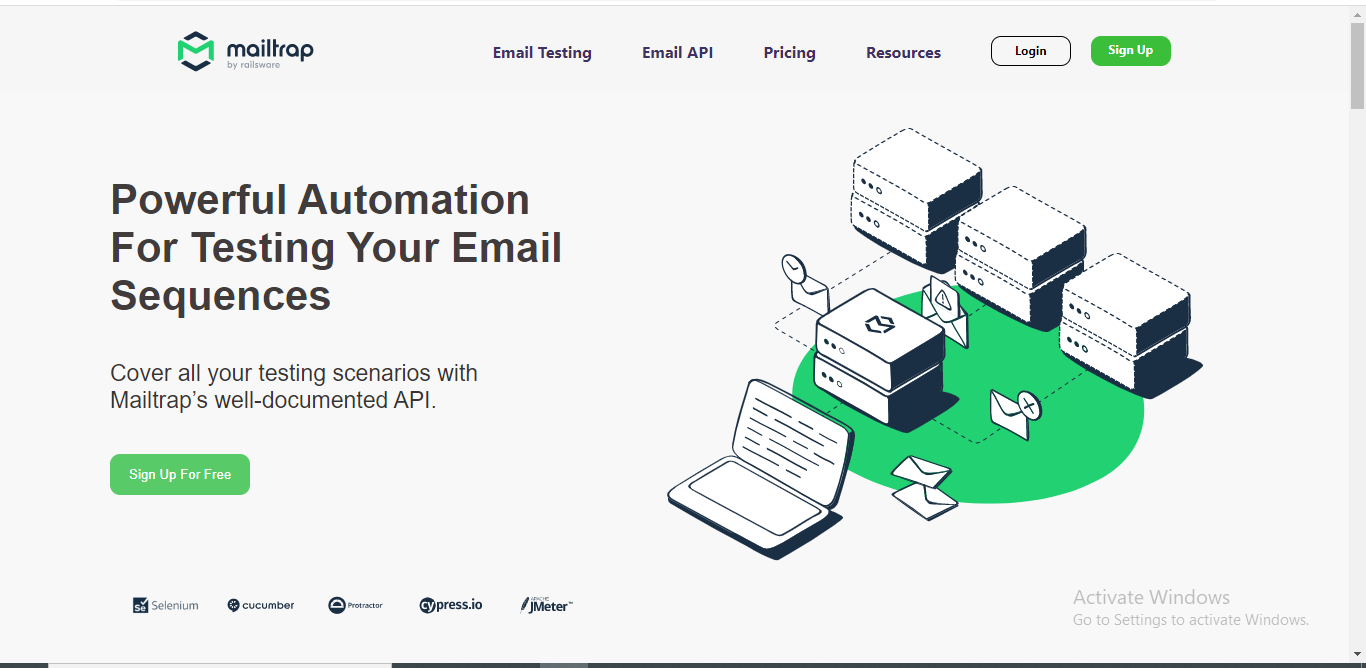 mailtrap
by railsware
Email Testing
Email API
Pricing
Resources
Login
Sign Up
Powerful Automation
For Testing Your Email
Sequences
Cover all your testing scenarios with
Mailtrap’s well-documented API.
Sign Up For Free
Se Selenium
cucumber
Protractor
cypress.io
APACHE
JMeter™
Activate Windows
Go to Settings to activate Windows.